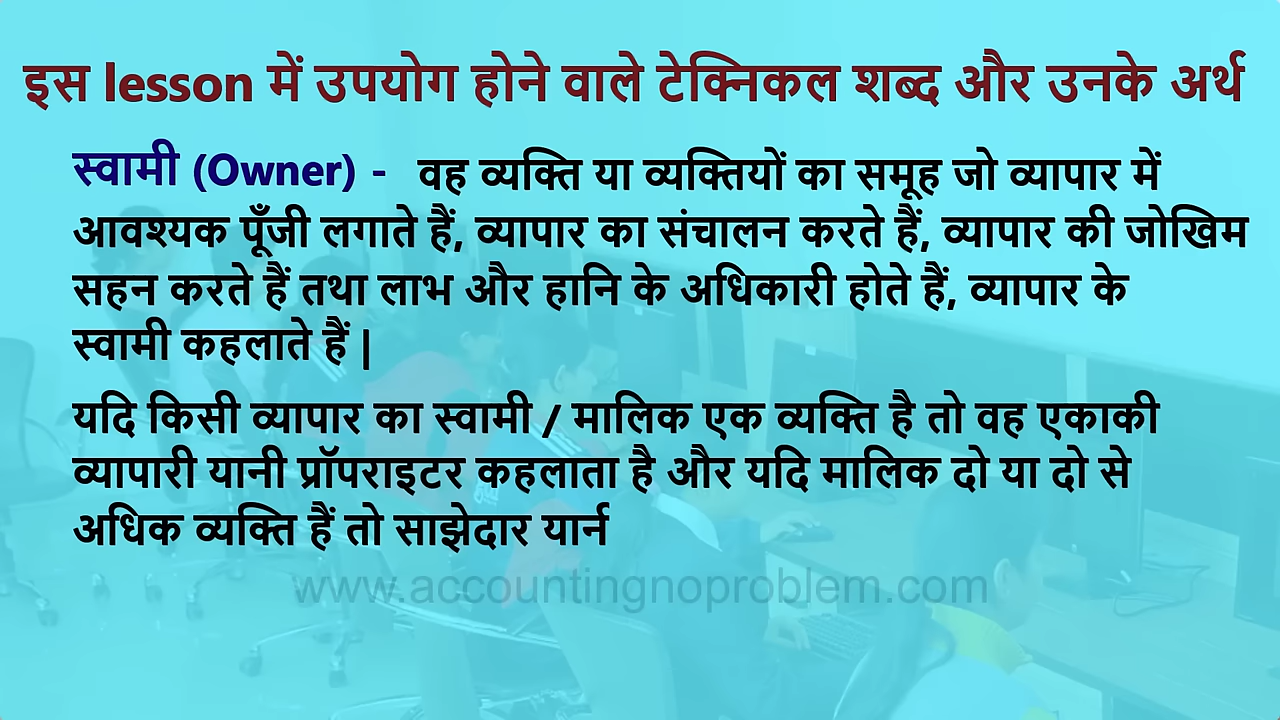 इस lesson में उपयोग होने वाले टेक्निकल शब्द और उनके अर्थ
स्वामी (Owner) - वह व्यक्ति या व्यक्तियों का समूह जो व्यापार में
आवश्यक पूँजी लगाते हैं, व्यापार का संचालन करते हैं, व्यापार की जोखिम
सहन करते हैं तथा लाभ और हानि के अधिकारी होते हैं, व्यापार के
स्वामी कहलाते हैं |
यदि किसी व्यापार का स्वामी / मालिक एक व्यक्ति है तो वह एकाकी
व्यापारी यानी प्रॉपराइटर कहलाता है और यदि मालिक दो या दो से
अधिक व्यक्ति हैं तो साझेदार यार्न
www.accountingnoproblem.com